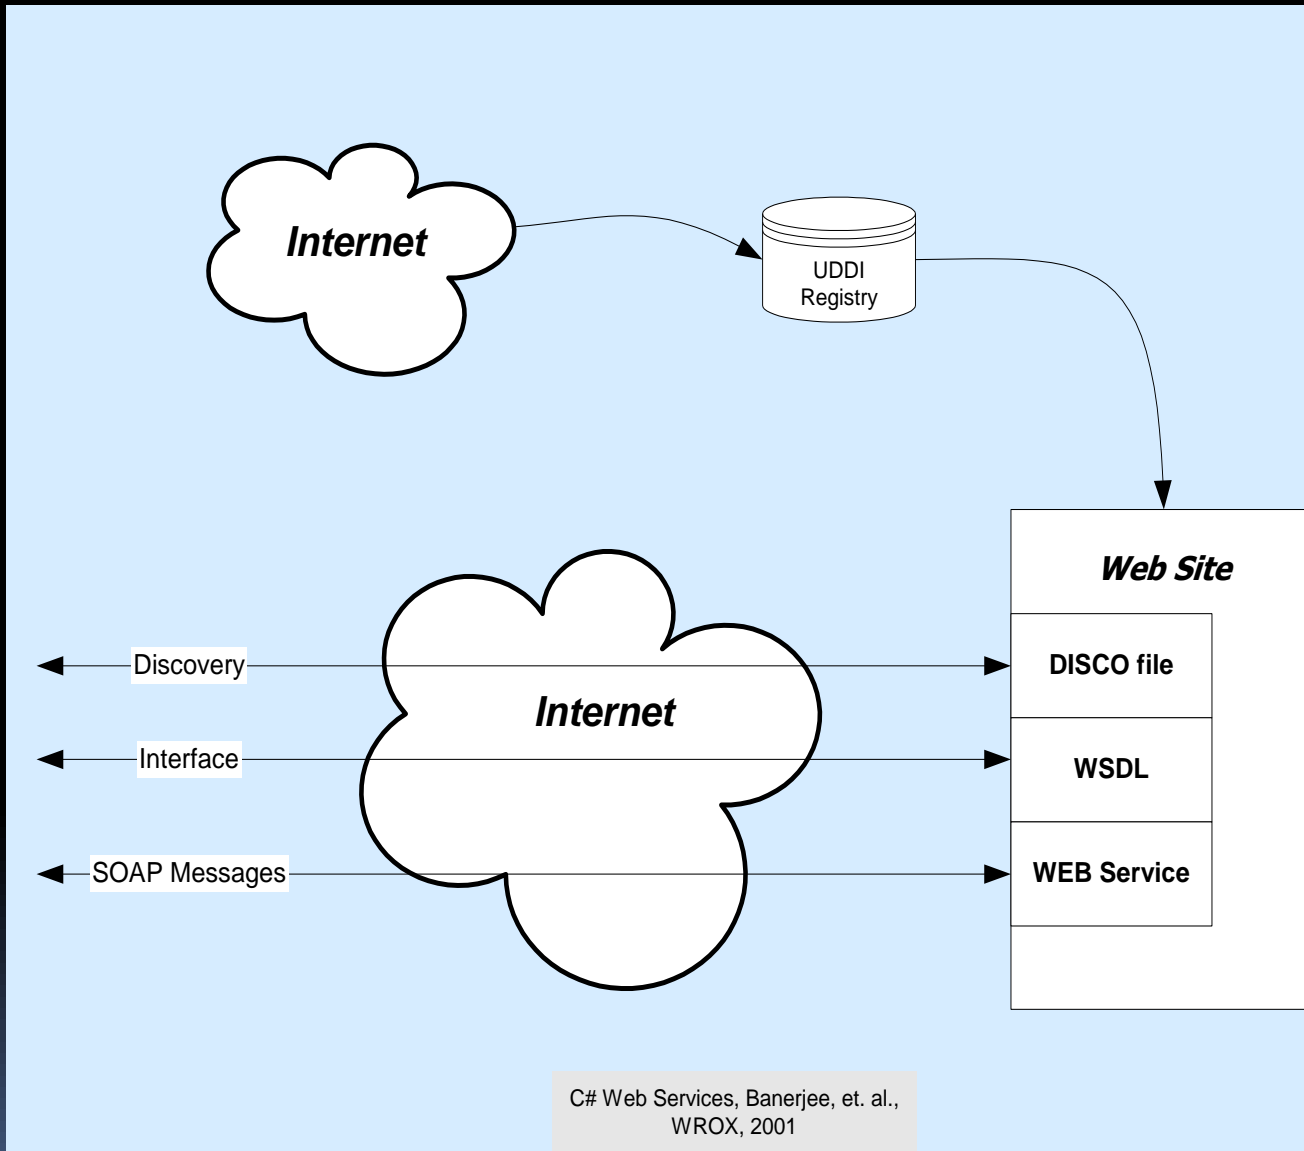 Internet
UDDI
Registry
Web Site
Discovery
DISCO file
Internet
Interface
WSDL
SOAP Messages
WEB Service
C# Web Services, Banerjee, et. al.,
WROX, 2001